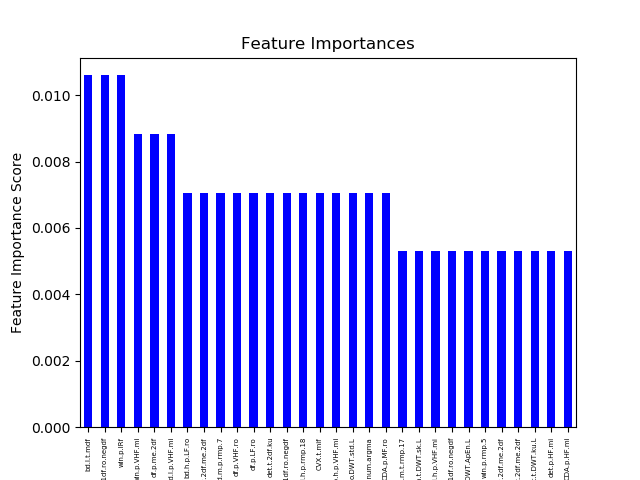 Feature Importances
Feature Importance Score
0.010
0.008
0.006
0.004
0.002
0.000
bd.l.t.mdf
1df.ro.negdf
win.p.IRf
in.p.VHF.mi
df.p.me.2df
d.l.p.VHF.mi
bd.h.p.LF.ro
.2df.me.2df
d.m.p.rmp.7
df.p.VHF.ro
df.p.LF.ro
det.t.2df.ku
1df.ro.negdf
.h.p.rmp.18
CVX.t.mif
.h.p.VHF.mi
o.DWT.std.L
num.argma
CDA.p.MF.ro
.m.t.rmp.17
.t.DWT.sk.L
.h.p.VHF.mi
1df.ro.negdf
DWT.ApEn.L
win.p.rmp.5
.2df.me.2df
.2df.me.2df
.t.DWT.ku.L
det.p.HF.mi
CDA.p.HF.mi